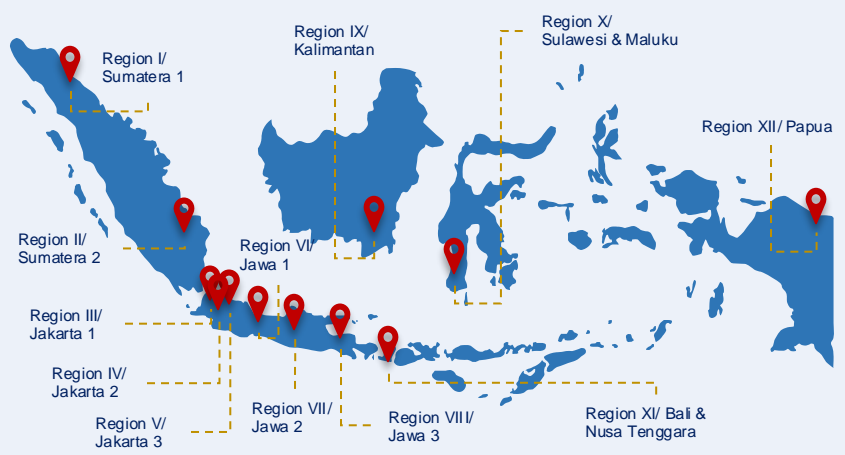 Region I/
Sumatera 1
Region IX/
Kalimantan
Region X/
Sulawesi & Maluku
Region XII/ Papua
Region II/
Sumatera 2
Region VI/
Jawa 1
Region III/
Jakarta 1
Region IV/
Jakarta 2
Region V/
Jakarta 3
Region VII/
Jawa 2
Region VIII/
Jawa 3
Region XI/ Bali &
Nusa Tenggara